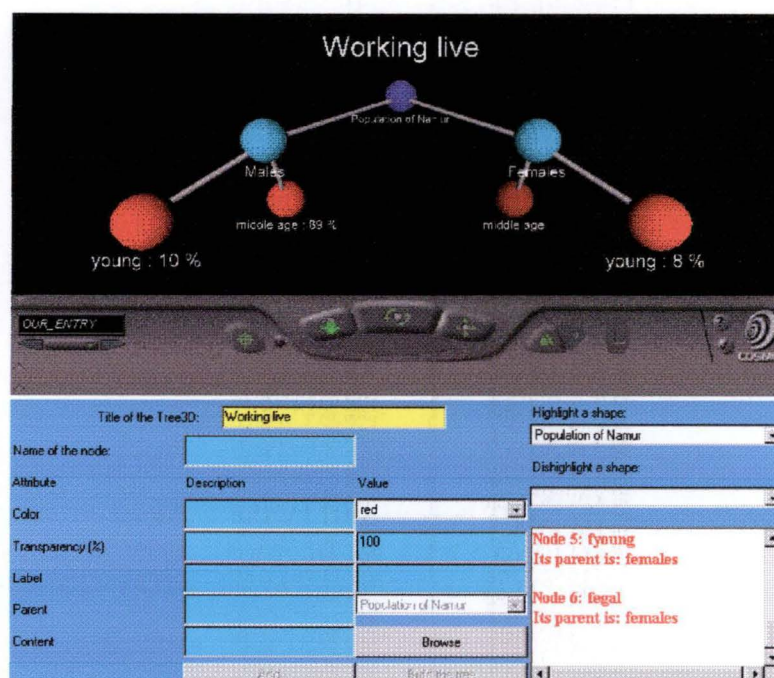 Working live
Population of Namur
Males
Females
middle age : 89 %
middle age
young : 10 %
young : 8 %
OUR_ENTRY
COSMO
Title of the Tree3D:
Working live
Highlight a shape:
Population of Namur
Name of the node:
Dishighlight a shape:
Attribute
Description
Value
Color
red
Transparency (%)
100
Node 5: fyoung
Its parent is: females
Label
Node 6: fegal
Its parent is: females
Parent
Population of Namur
Content
Browse
Add